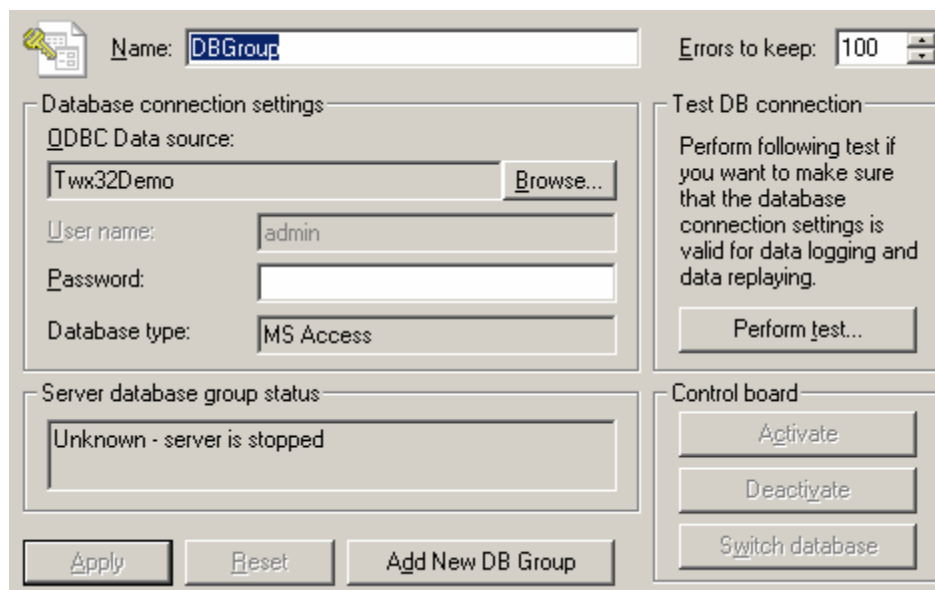 Name: DBGroup Errors to keep: 100
Database connection settings
ODBC Data source:
Twx32Demo Browse...
User name: admin
Password:
Database type: MS Access
Test DB connection
Perform following test if
you want to make sure
that the database
connection settings is
valid for data logging and
data replaying.
Perform test...
Server database group status
Unknown - server is stopped
Control board
Activate
Deactivate
Switch database
Apply Reset Add New DB Group